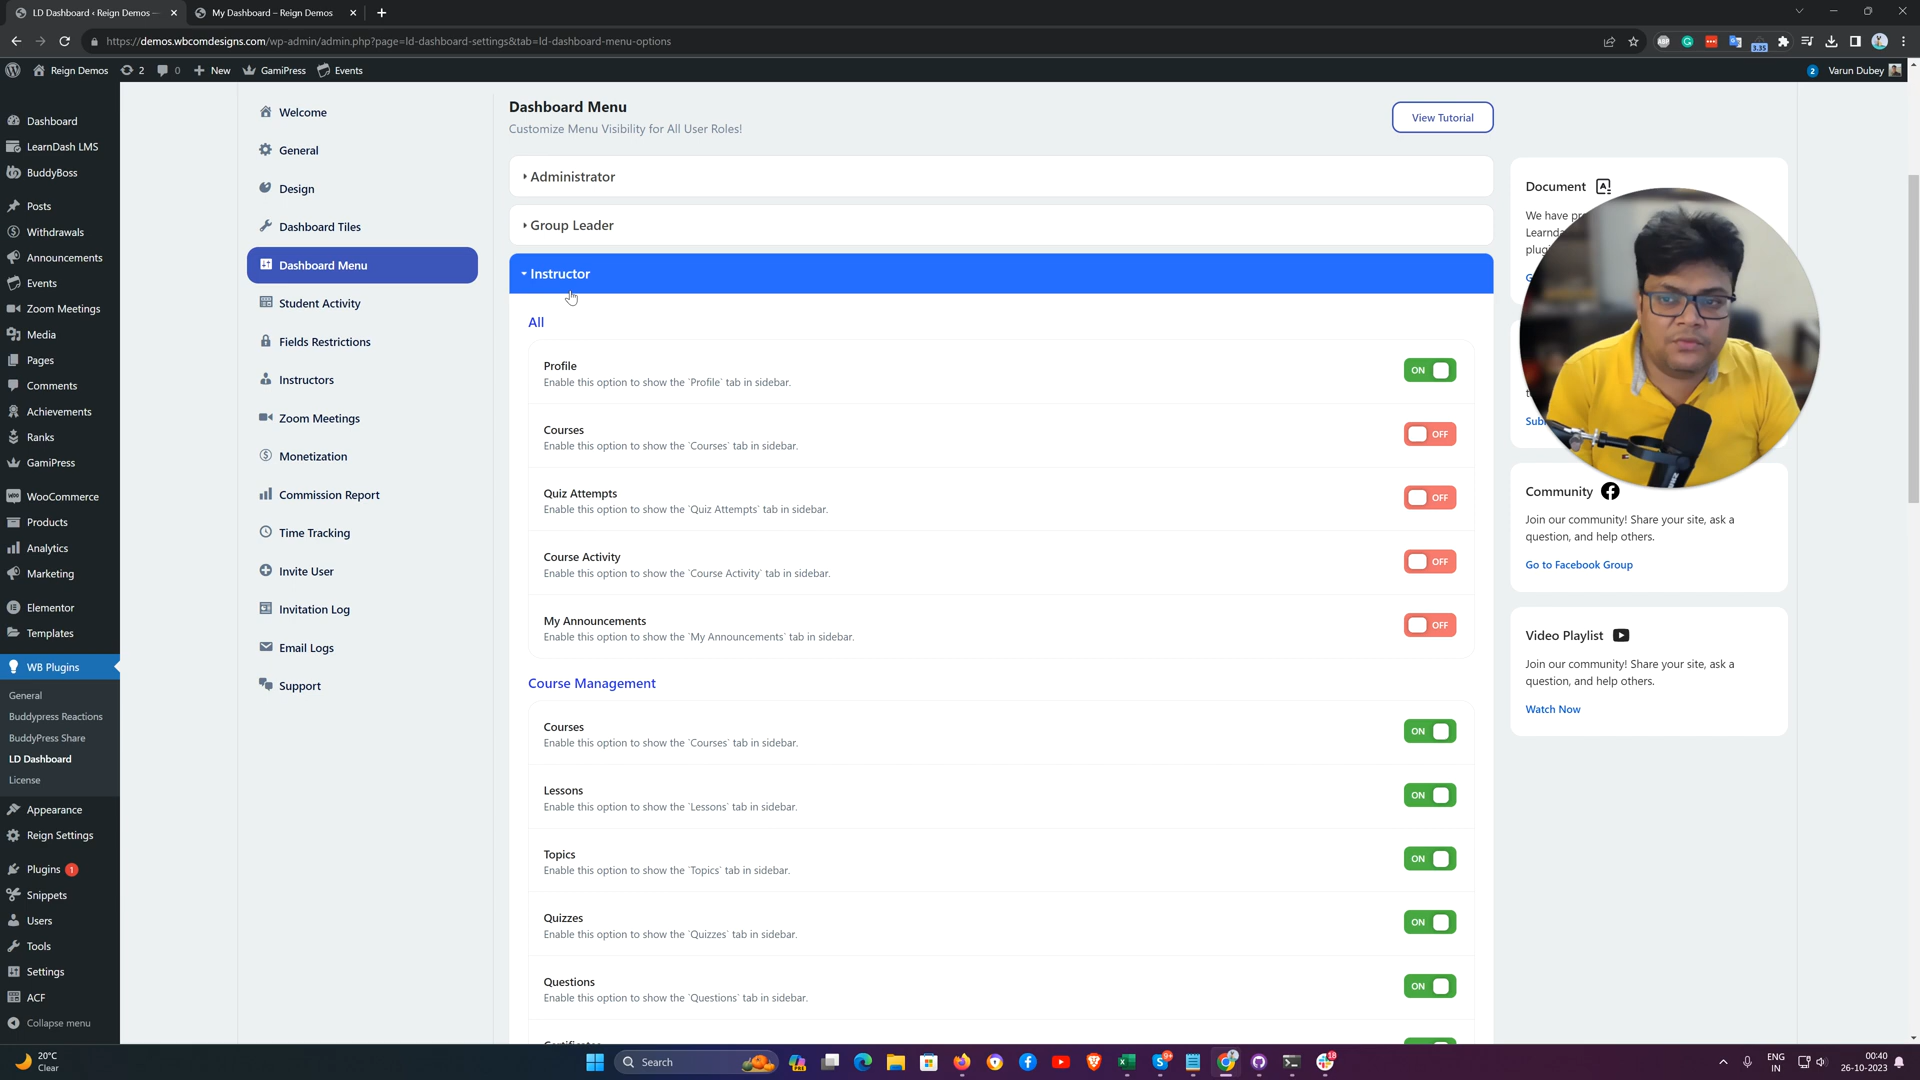 LD Dashboard ‹ Reign Demos —
My Dashboard – Reign Demos
https://demos.wbcomdesigns.com/wp-admin/admin.php?page=ld-dashboard-settings&tab=ld-dashboard-menu-options
3.35
Reign Demos
2
0
New
GamiPress
Events
2
Varun Dubey
Dashboard
LearnDash LMS
BuddyBoss
Posts
Withdrawals
Announcements
Events
Zoom Meetings
Media
Pages
Comments
Achievements
Ranks
GamiPress
WooCommerce
Products
Analytics
Marketing
Elementor
Templates
WB Plugins
General
Buddypress Reactions
BuddyPress Share
LD Dashboard
License
Appearance
Reign Settings
Plugins 1
Snippets
Users
Tools
Settings
ACF
Collapse menu
Welcome
General
Design
Dashboard Tiles
Dashboard Menu
Student Activity
Fields Restrictions
Instructors
Zoom Meetings
Monetization
Commission Report
Time Tracking
Invite User
Invitation Log
Email Logs
Support
Dashboard Menu
Customize Menu Visibility for All User Roles!
View Tutorial
Administrator
Group Leader
Instructor
All
Profile
Enable this option to show the `Profile` tab in sidebar.
ON
Courses
Enable this option to show the `Courses` tab in sidebar.
OFF
Quiz Attempts
Enable this option to show the `Quiz Attempts` tab in sidebar.
OFF
Course Activity
Enable this option to show the `Course Activity` tab in sidebar.
OFF
My Announcements
Enable this option to show the `My Announcements` tab in sidebar.
OFF
Course Management
Courses
Enable this option to show the `Courses` tab in sidebar.
ON
Lessons
Enable this option to show the `Lessons` tab in sidebar.
ON
Topics
Enable this option to show the `Topics` tab in sidebar.
ON
Quizzes
Enable this option to show the `Quizzes` tab in sidebar.
ON
Questions
Enable this option to show the `Questions` tab in sidebar.
ON
Document
We have
Community
Join our community! Share your site, ask a
question, and help others.
Go to Facebook Group
Video Playlist
Join our community! Share your site, ask a
question, and help others.
Watch Now
20°C
Clear
Search
ENG
IN
00:40
26-10-2023